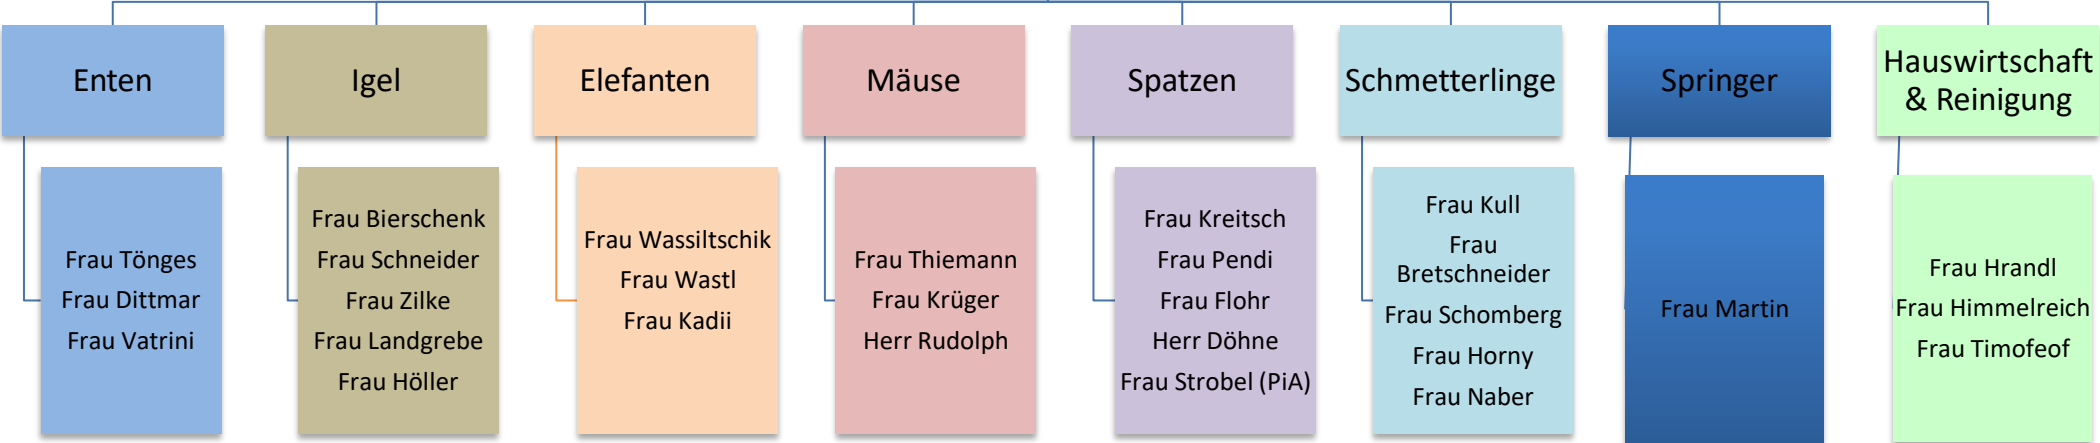 Enten
Igel
Elefanten
Mäuse
Spatzen
Schmetterlinge
Springer
Hauswirtschaft
& Reinigung
Frau Tönges
Frau Dittmar
Frau Vatrini
Frau Bierschenk
Frau Schneider
Frau Zilke
Frau Landgrebe
Frau Höller
Frau Wassiltschik
Frau Wastl
Frau Kadii
Frau Thiemann
Frau Krüger
Herr Rudolph
Frau Kreitsch
Frau Pendi
Frau Flohr
Herr Döhne
Frau Strobel (PiA)
Frau Kull
Frau
Bretschneider
Frau Schomberg
Frau Horny
Frau Naber
Frau Martin
Frau Hrandl
Frau Himmelreich
Frau Timofeof